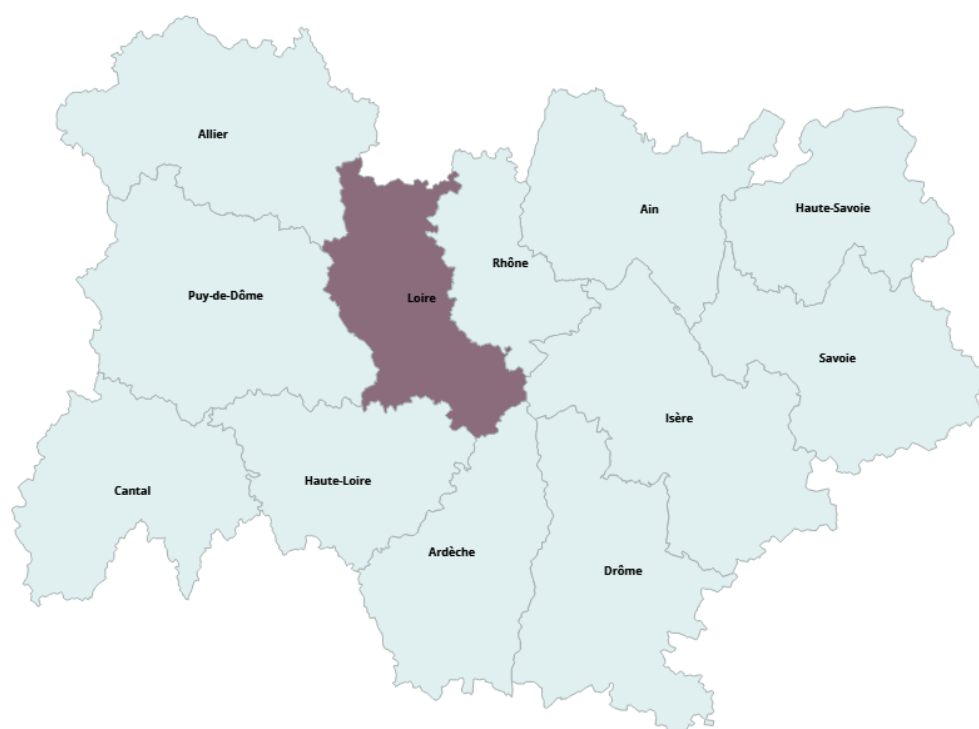 Allier
Ain
Haute-Savoie
Rhône
Puy-de-Dôme
Loire
Savoie
Isère
Haute-Loire
Cantal
Ardèche
Drôme